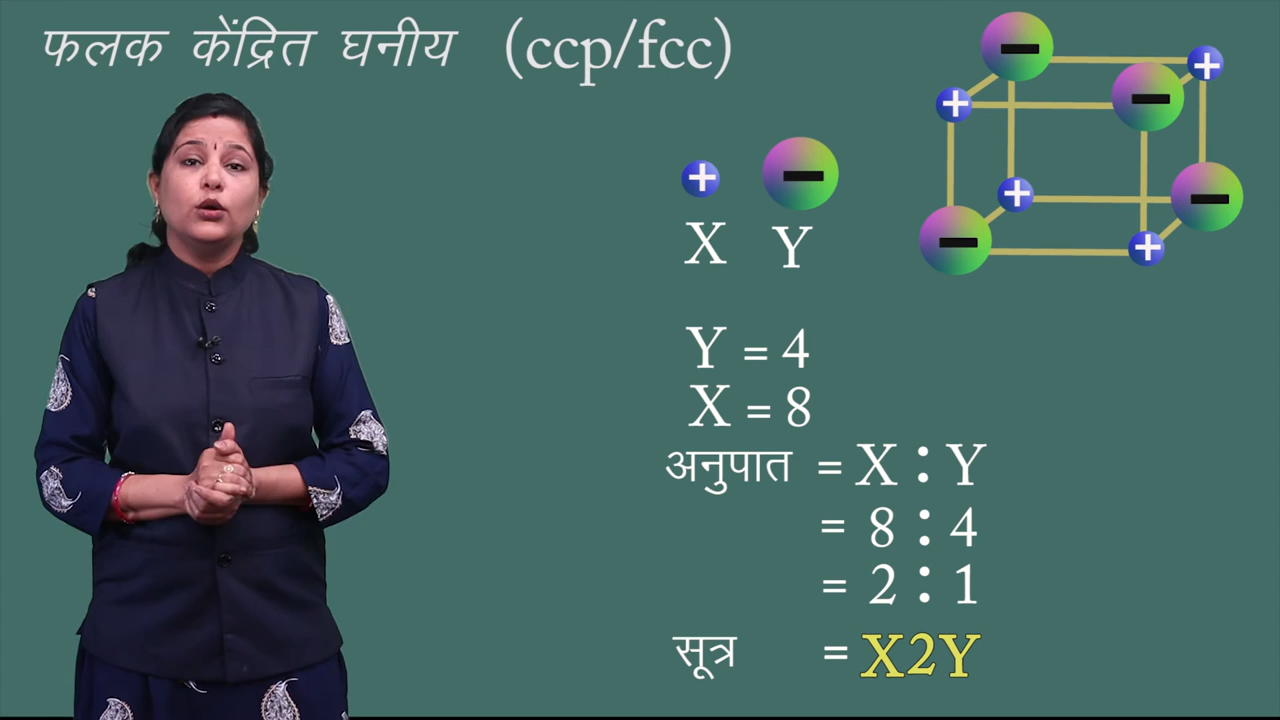 फलक केंद्रित घनीय (ccp/fcc)
+ −
X Y
− + + − + − − +
Y = 4
X = 8
अनुपात = X : Y
= 8 : 4
= 2 : 1
सूत्र = X2Y